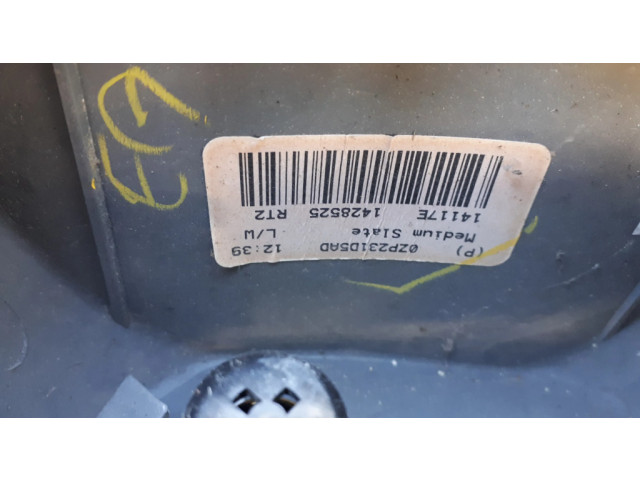 (P) 0ZP231D5AD 12:39
Medium Slate L/W
14117E 1428525 RT2